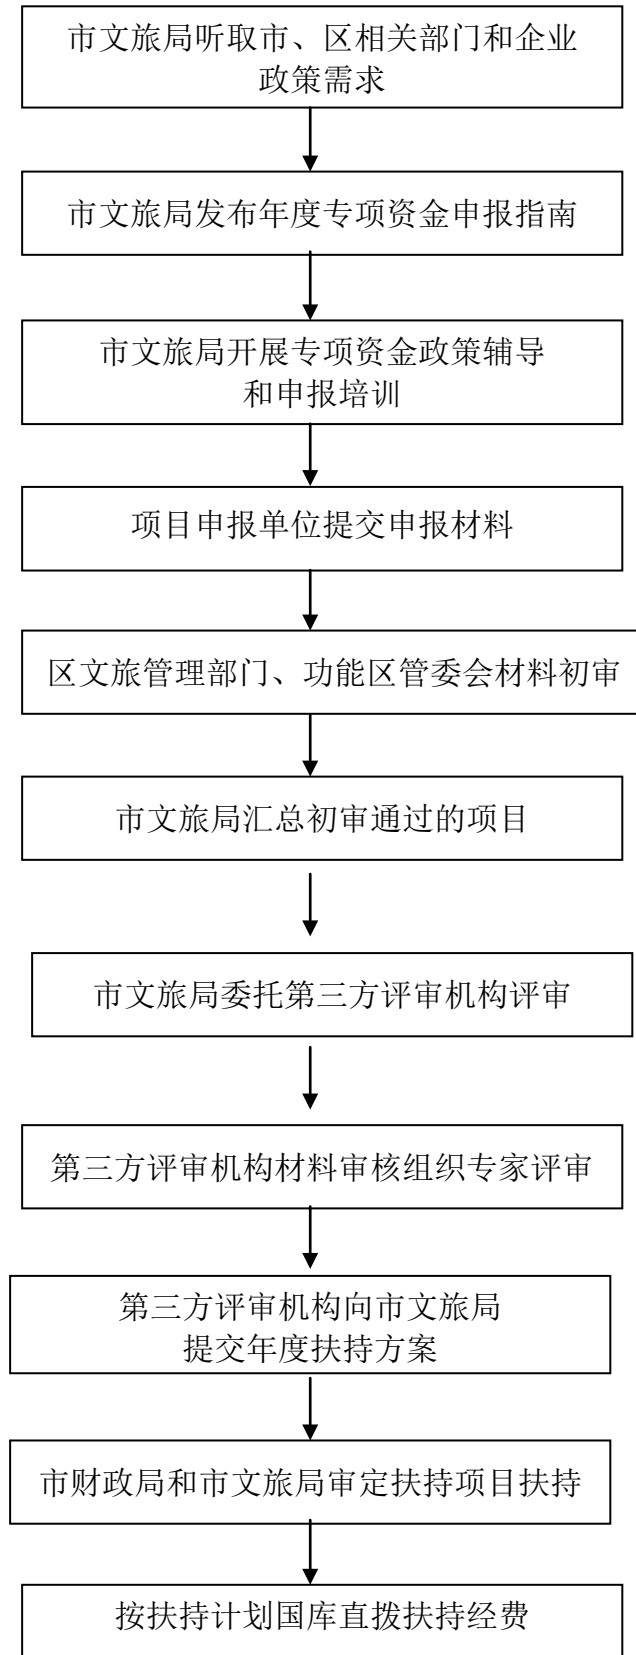 市文旅局听取市、区相关部门和企业
政策需求
市文旅局发布年度专项资金申报指南
市文旅局开展专项资金政策辅导
和申报培训
项目申报单位提交申报材料
区文旅管理部门、功能区管委会材料初审
市文旅局汇总初审通过的项目
市文旅局委托第三方评审机构评审
第三方评审机构材料审核组织专家评审
第三方评审机构向市文旅局
提交年度扶持方案
市财政局和市文旅局审定扶持项目扶持
按扶持计划国库直拨扶持经费